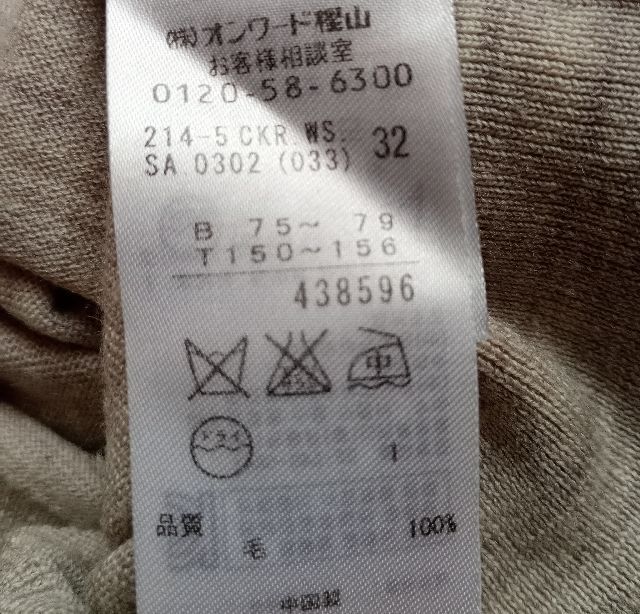 ㈱オンワード樫山
お客様相談室
0120-58-6300
214-5 CKR.WS. 32
SA 0302 (033)
B 75～ 79
T150～156
438596
中
ドライ
1
品質
毛 100%
中国製